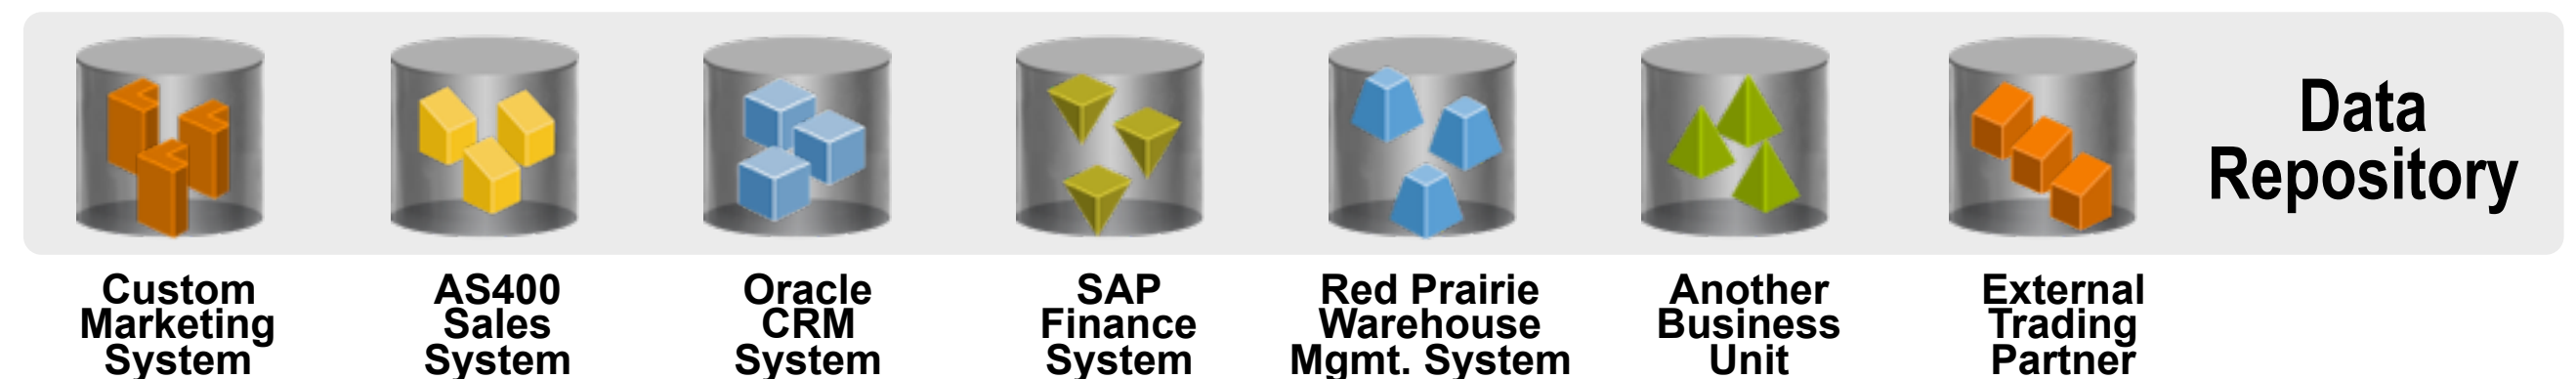 Data
Repository
Custom
Marketing
System
AS400
Sales
System
Oracle
CRM
System
SAP
Finance
System
Red Prairie
Warehouse
Mgmt. System
Another
Business
Unit
External
Trading
Partner